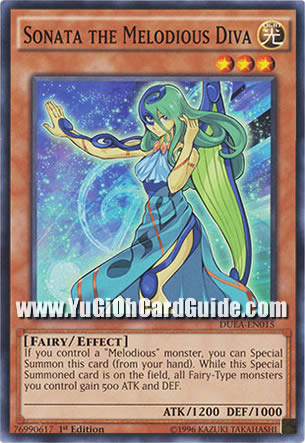 SONATA THE MELODIOUS DIVA
光
www.YuGiOhCardGuide.com
DUEA-EN015
[FAIRY/EFFECT]
If you control a "Melodious" monster, you can Special
Summon this card (from your hand). While this Special
Summoned card is on the field, all Fairy-Type monsters
you control gain 500 ATK and DEF.
ATK/1200 DEF/1000
76990617 1st Edition ©1996 KAZUKI TAKAHASHI